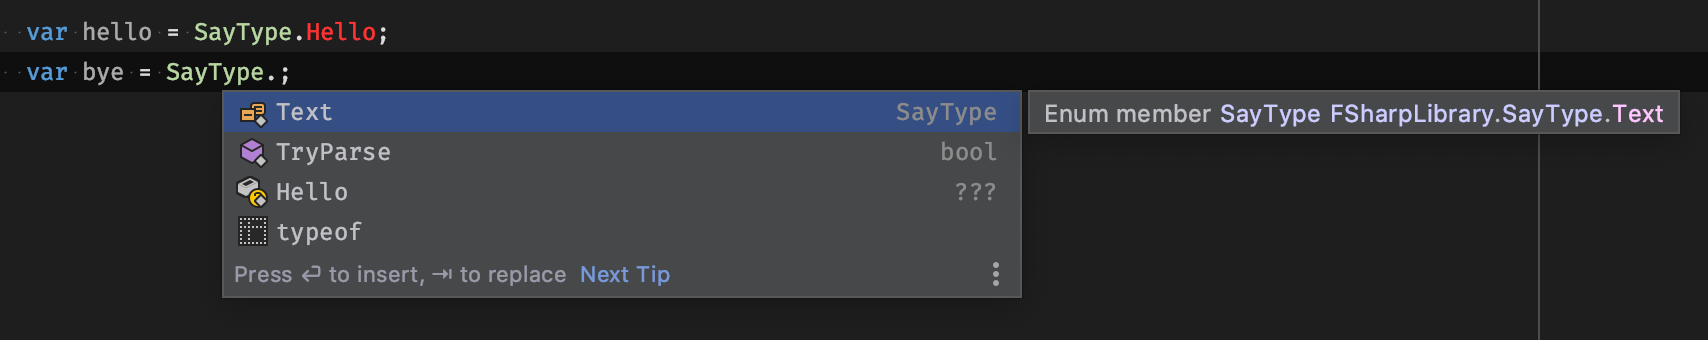 var hello = SayType.Hello;
var bye = SayType.;
Text SayType
Enum member SayType FSharpLibrary.SayType.Text
TryParse bool
Hello ???
typeof
Press ↩ to insert, ⇥ to replace Next Tip